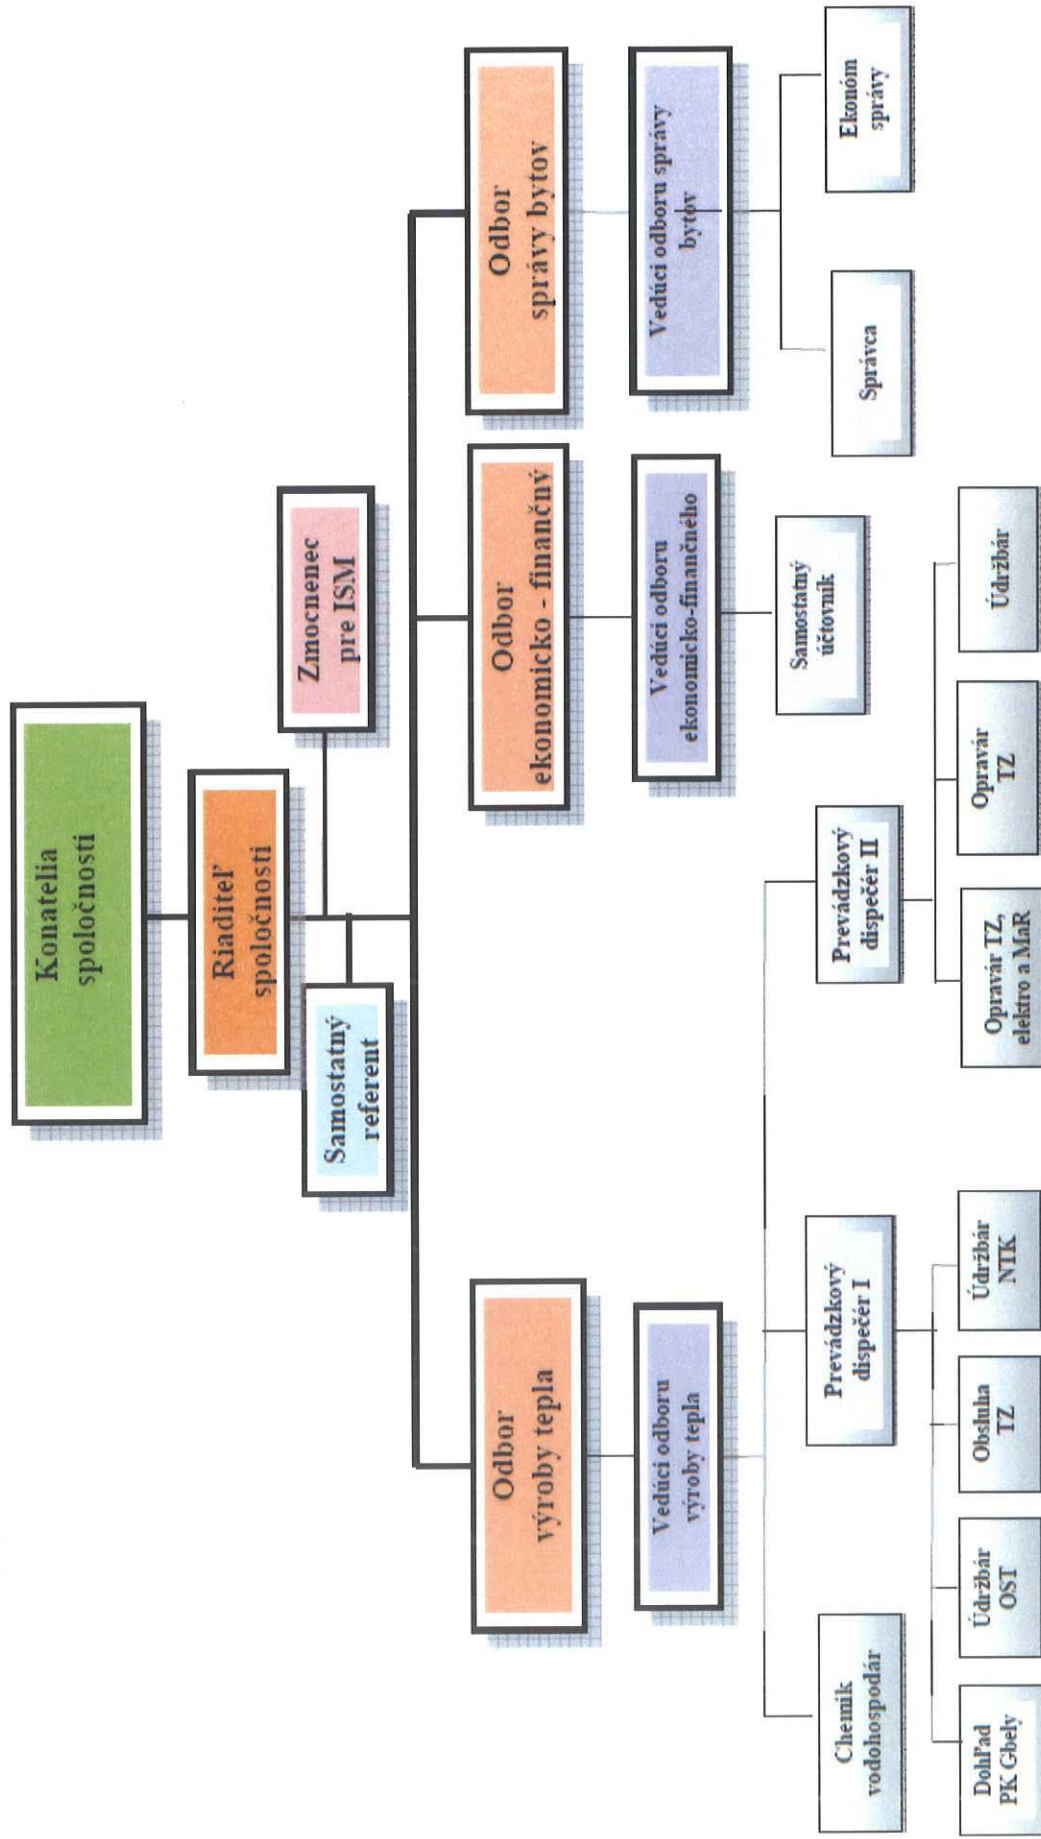 Konatelia
spoločnosti
Riaditeľ
spoločnosti
Zmocnenec
pre ISM
Samostatný
referent
Odbor
výroby tepla
Odbor
ekonomicko - finančný
Odbor
správy bytov
Vedúci odboru
výroby tepla
Vedúci odboru
ekonomicko-finančného
Vedúci odboru správy
bytov
Chemik
vodohospodár
Prevádzkový
dispečér I
Prevádzkový
dispečér II
Samostatný
účtovník
Správca
Ekonóm
správy
Dohľad
PK Gbely
Údržbár
OST
Obsluha
TZ
Údržbár
NTK
Opravár TZ,
elektro a MaR
Opravár
TZ
Údržbár